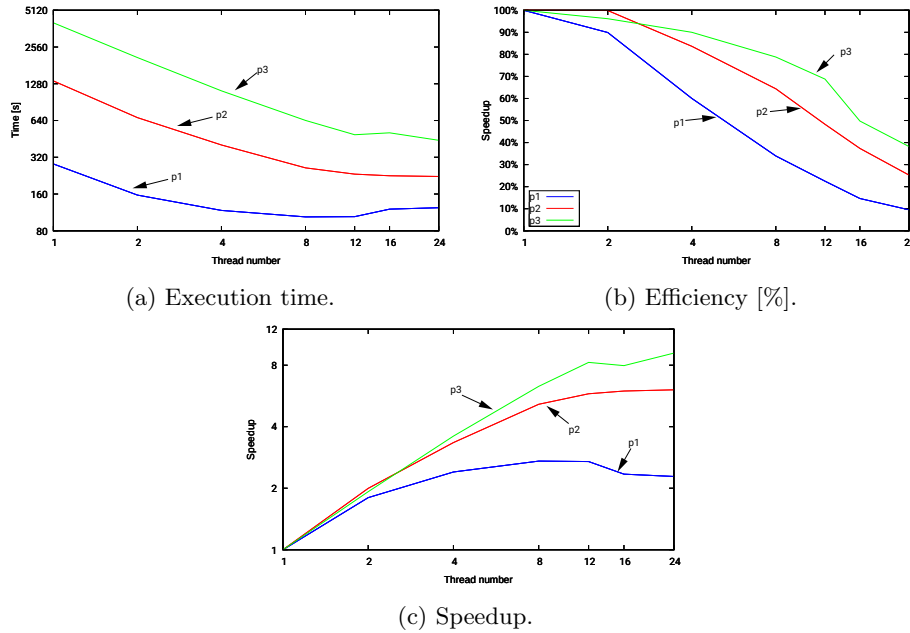 5120
2560
1280
640
320
160
80
Time [s]
p3
p2
p1
1 2 4 8 12 16 24
Thread number
(a) Execution time.
100%
90%
80%
70%
60%
50%
40%
30%
20%
10%
0%
Speedup
p3
p2
p1
p1
p2
p3
1 2 4 8 12 16 2
Thread number
(b) Efficiency [%].
12
8
4
2
1
Speedup
p3
p2
p1
1 2 4 8 12 16 24
Thread number
(c) Speedup.